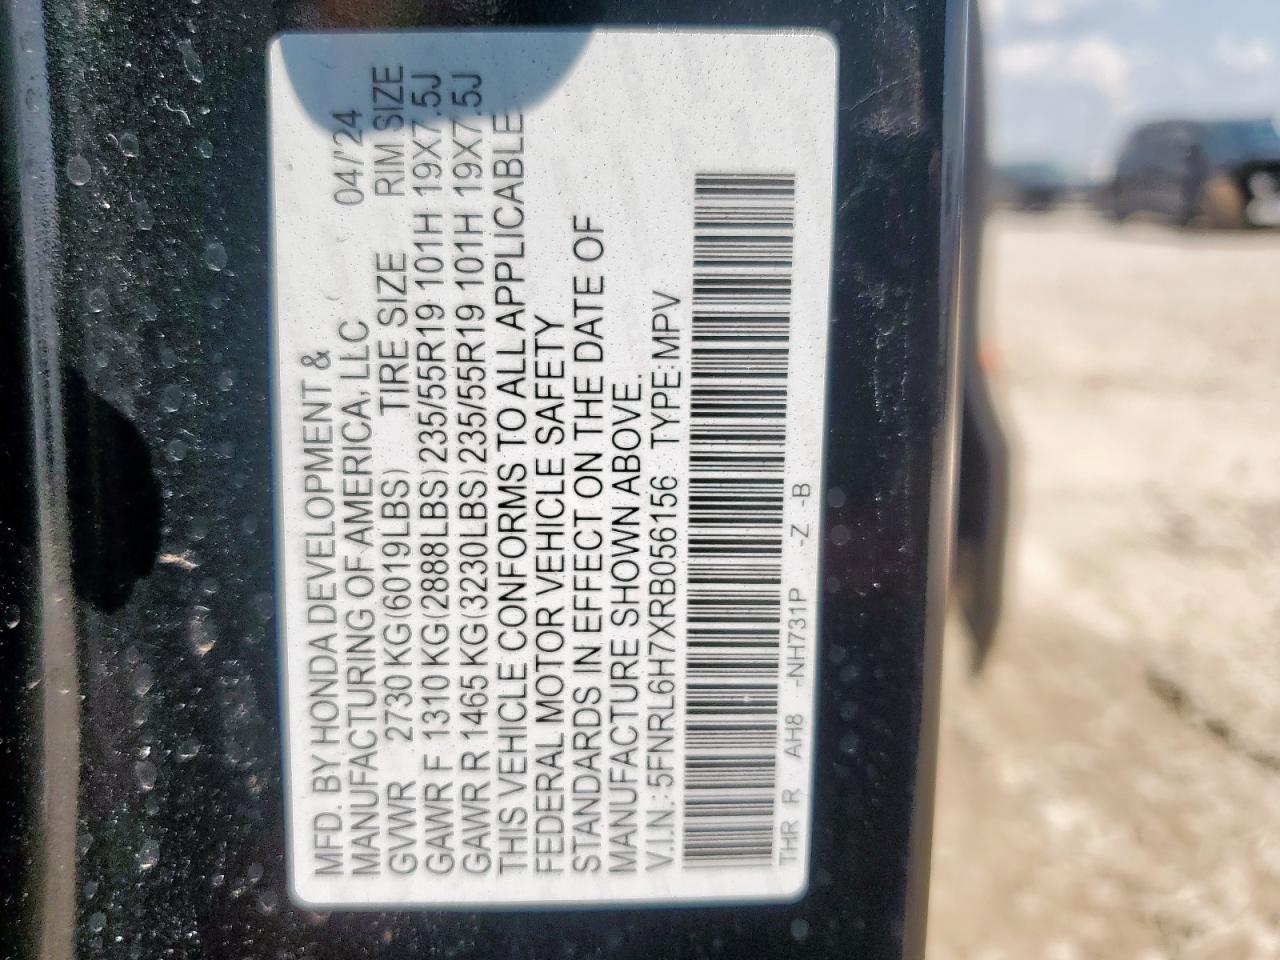 MFD. BY HONDA DEVELOPMENT &
MANUFACTURING OF AMERICA, LLC 04/'24
GVWR 2730 KG (6019LBS) TIRE SIZE RIM SIZE
GAWR F 1310 KG (2888LBS) 235/55R19 101H 19X7.5J
GAWR R 1465 KG (3230LBS) 235/55R19 101H 19X7.5J
THIS VEHICLE CONFORMS TO ALL APPLICABLE
FEDERAL MOTOR VEHICLE SAFETY
STANDARDS IN EFFECT ON THE DATE OF
MANUFACTURE SHOWN ABOVE.
V.I.N.: 5FNRL6H7XRB056156 TYPE: MPV
THR R AH8 -NH731P -Z -B